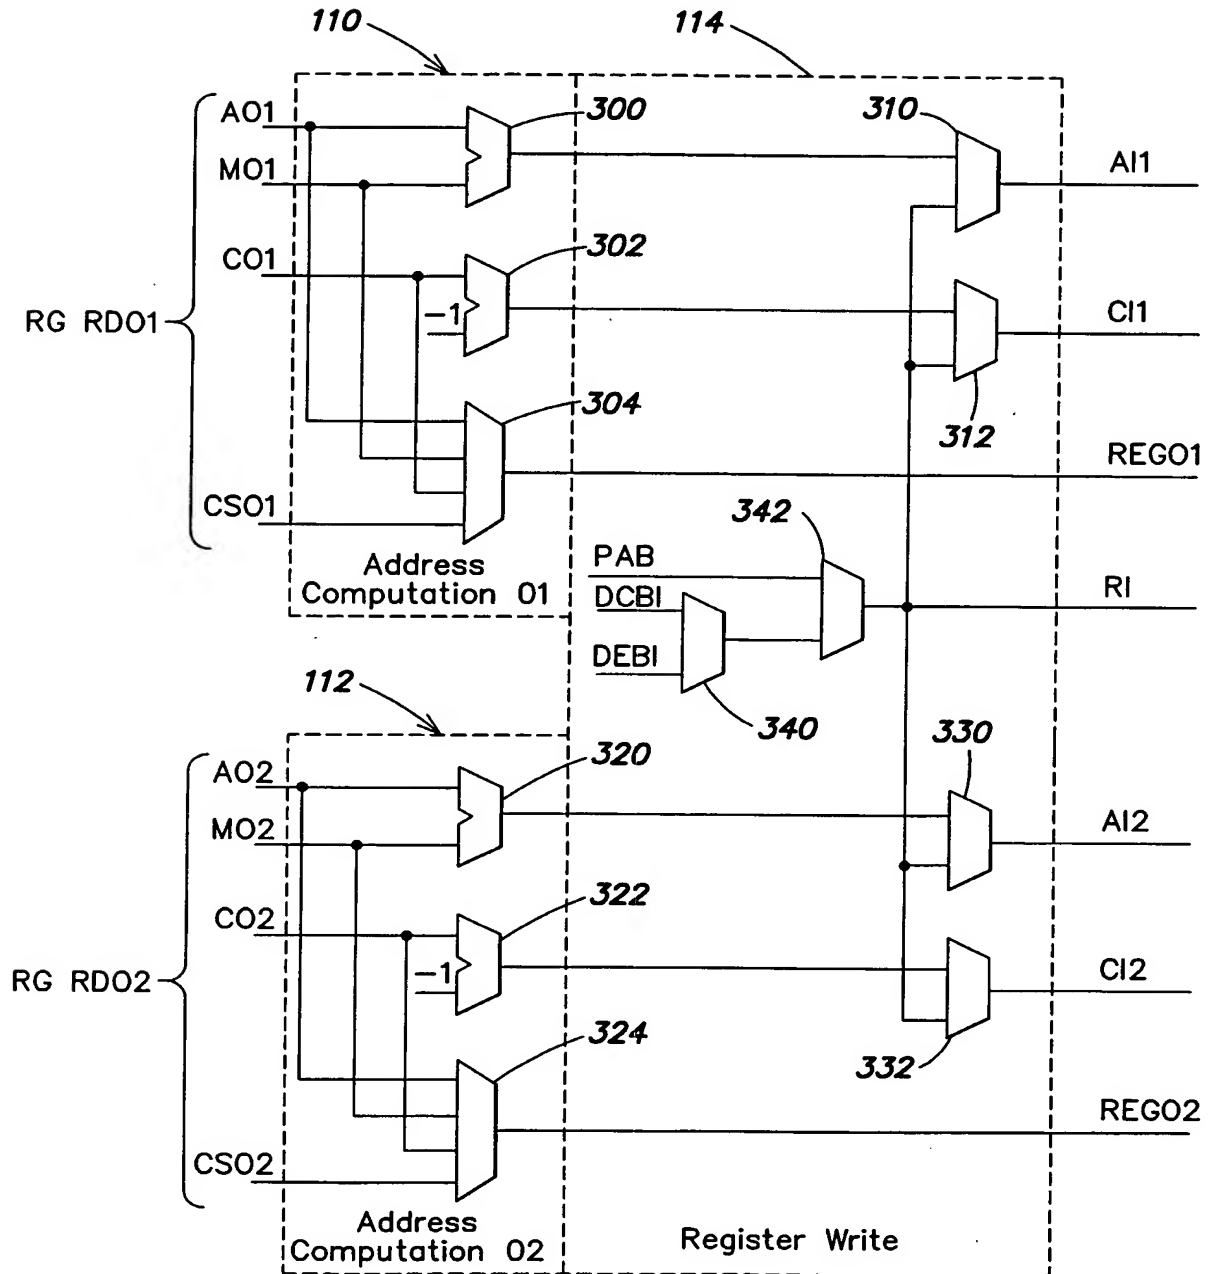 110
114
AO1
300
310
MO1
AI1
CO1
302
-1
CI1
RG RDO1
304
312
REGO1
CSO1
342
Address
Computation 01
PAB
DCBI
RI
DEBI
112
340
330
AO2
320
MO2
AI2
CO2
322
-1
CI2
RG RDO2
324
332
REGO2
CSO2
Address
Computation 02
Register Write